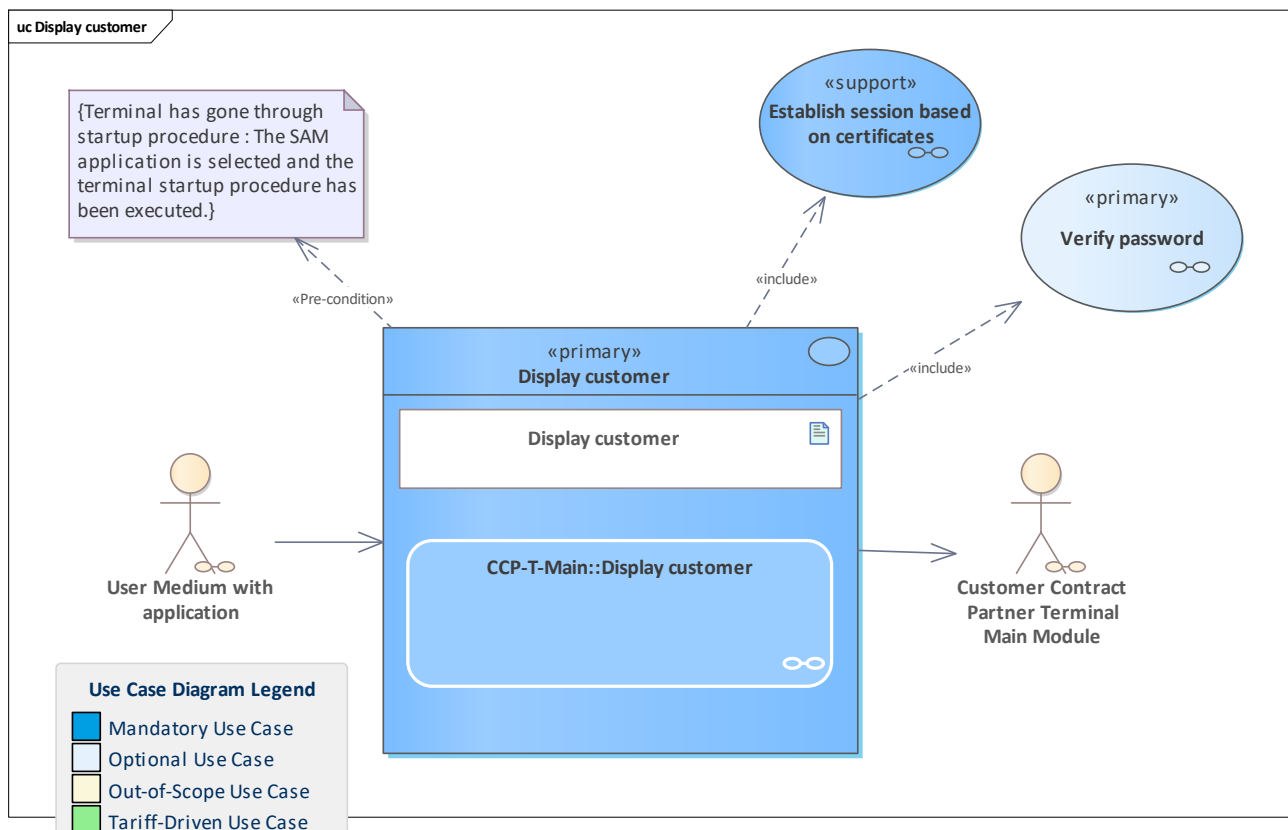 uc Display customer
{Terminal has gone through
startup procedure : The SAM
application is selected and the
terminal startup procedure has
been executed.}
«support»
Establish session based
on certificates
«primary»
Verify password
«Pre-condition»
«include»
«include»
«primary»
Display customer
Display customer
CCP-T-Main::Display customer
User Medium with
application
Customer Contract
Partner Terminal
Main Module
Use Case Diagram Legend
Mandatory Use Case
Optional Use Case
Out-of-Scope Use Case
Tariff-Driven Use Case